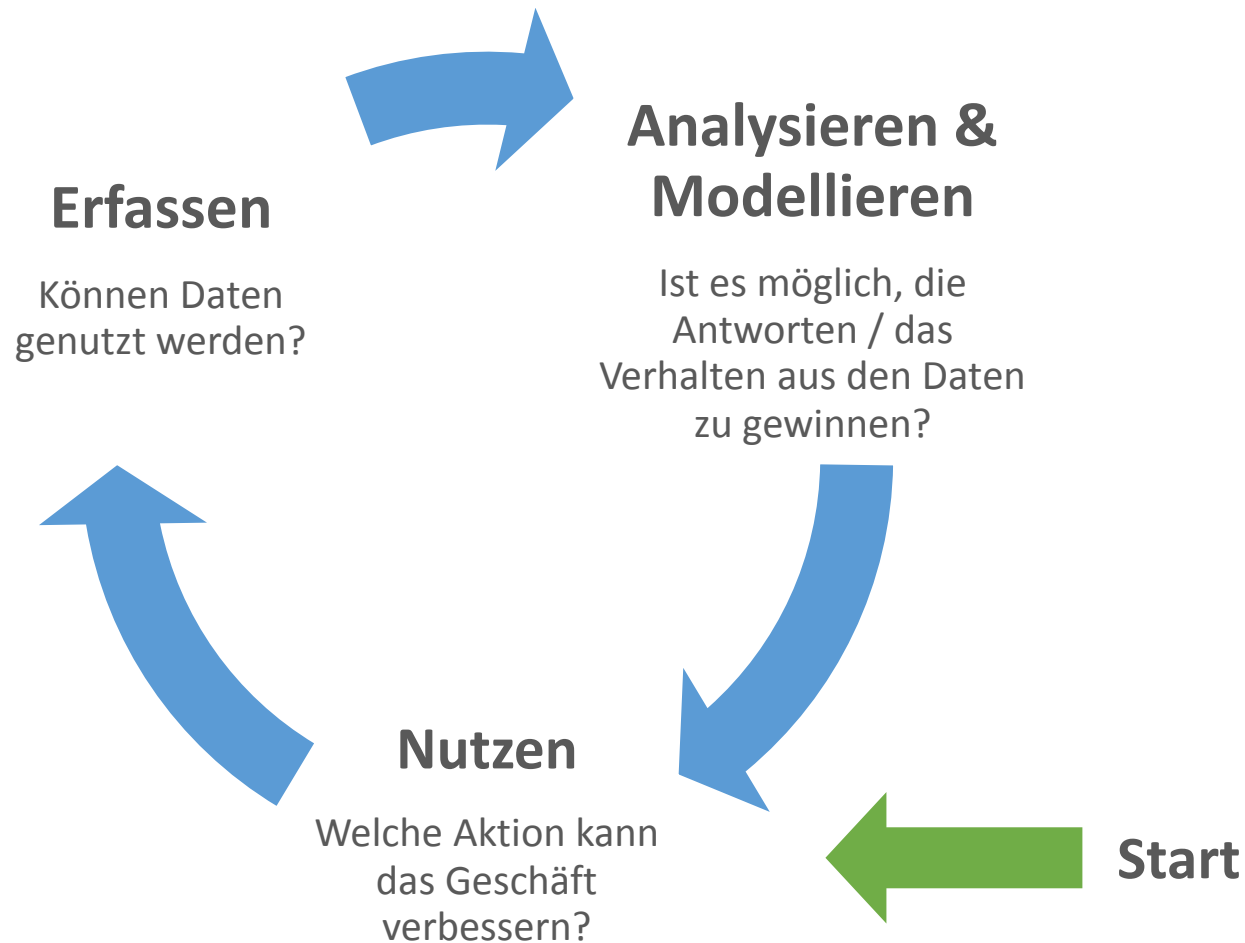 Analysieren &
Modellieren
Ist es möglich, die
Antworten / das
Verhalten aus den Daten
zu gewinnen?
Erfassen
Können Daten
genutzt werden?
Nutzen
Welche Aktion kann
das Geschäft
verbessern?
Start